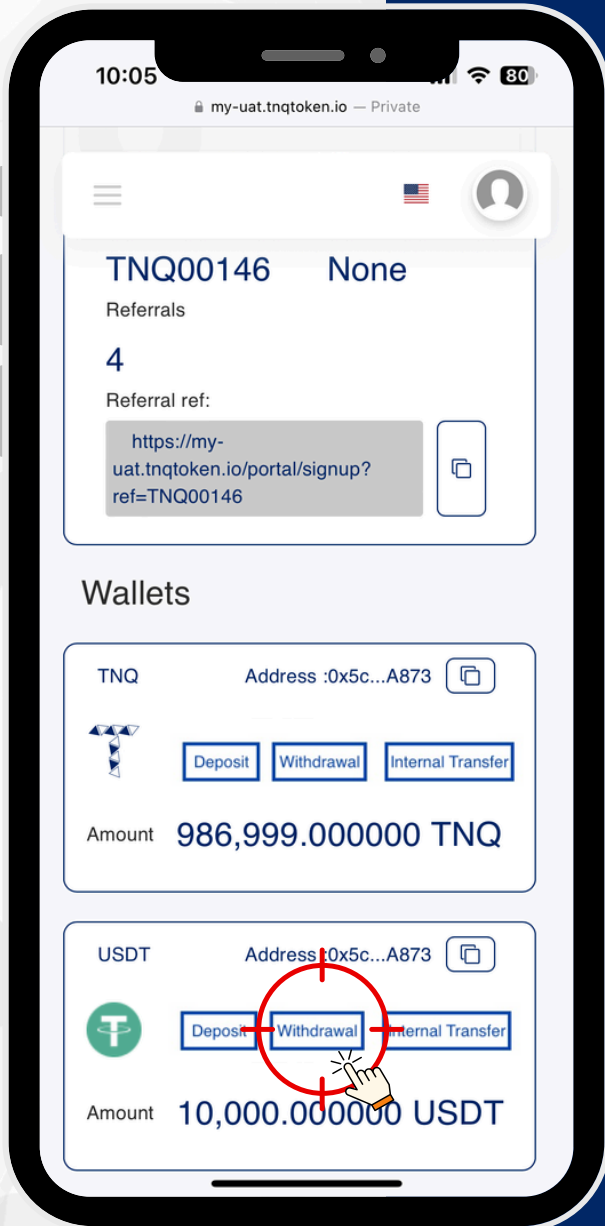 10:05
80
my-uat.tnqtoken.io — Private
TNQ00146 None
Referrals
4
Referral ref:
https://my-
uat.tnqtoken.io/portal/signup?
ref=TNQ00146
Wallets
TNQ Address :0x5c...A873
Deposit Withdrawal Internal Transfer
Amount 986,999.000000 TNQ
USDT Address :0x5c...A873
Deposit Withdrawal Internal Transfer
Amount 10,000.000000 USDT